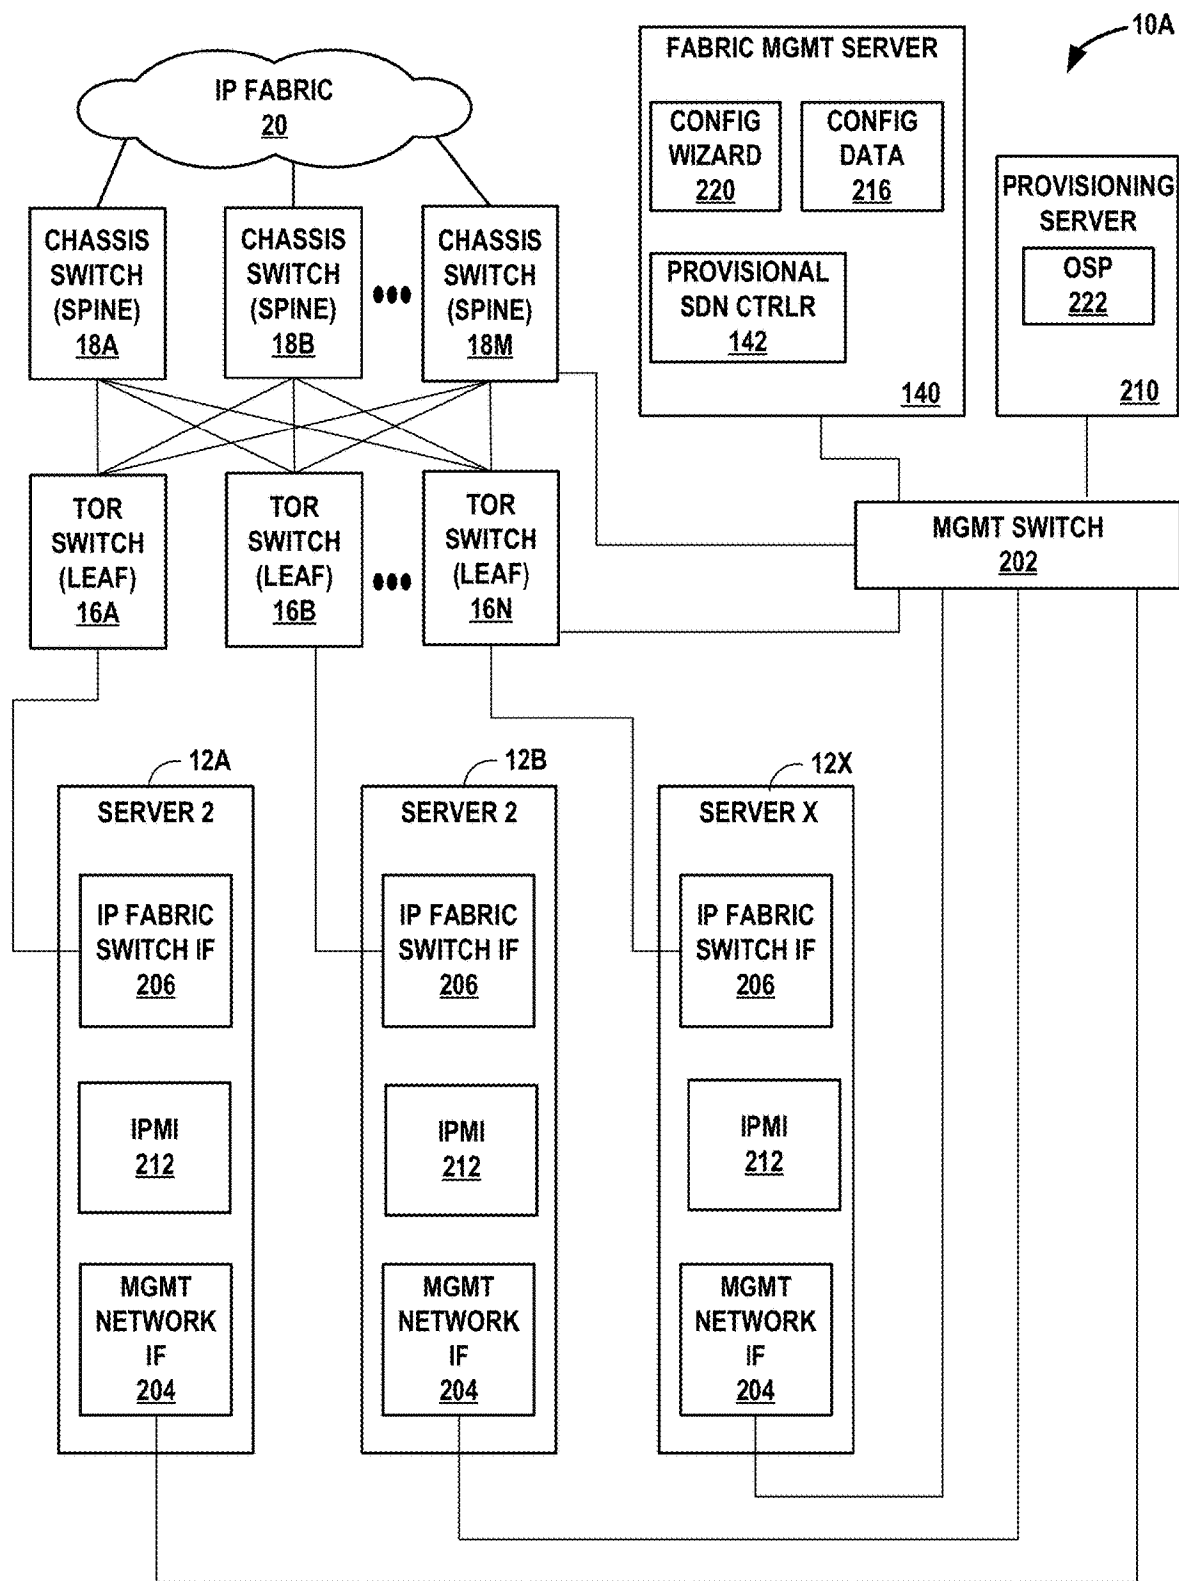 10A
IP FABRIC
20
FABRIC MGMT SERVER
CONFIG
WIZARD
220
CONFIG
DATA
216
PROVISIONAL
SDN CTRLR
142
140
PROVISIONING
SERVER
OSP
222
210
CHASSIS
SWITCH
(SPINE)
18A
CHASSIS
SWITCH
(SPINE)
18B
CHASSIS
SWITCH
(SPINE)
18M
TOR
SWITCH
(LEAF)
16A
TOR
SWITCH
(LEAF)
16B
TOR
SWITCH
(LEAF)
16N
MGMT SWITCH
202
12A
SERVER 2
IP FABRIC
SWITCH IF
206
IPMI
212
MGMT
NETWORK
IF
204
12B
SERVER 2
IP FABRIC
SWITCH IF
206
IPMI
212
MGMT
NETWORK
IF
204
12X
SERVER X
IP FABRIC
SWITCH IF
206
IPMI
212
MGMT
NETWORK
IF
204